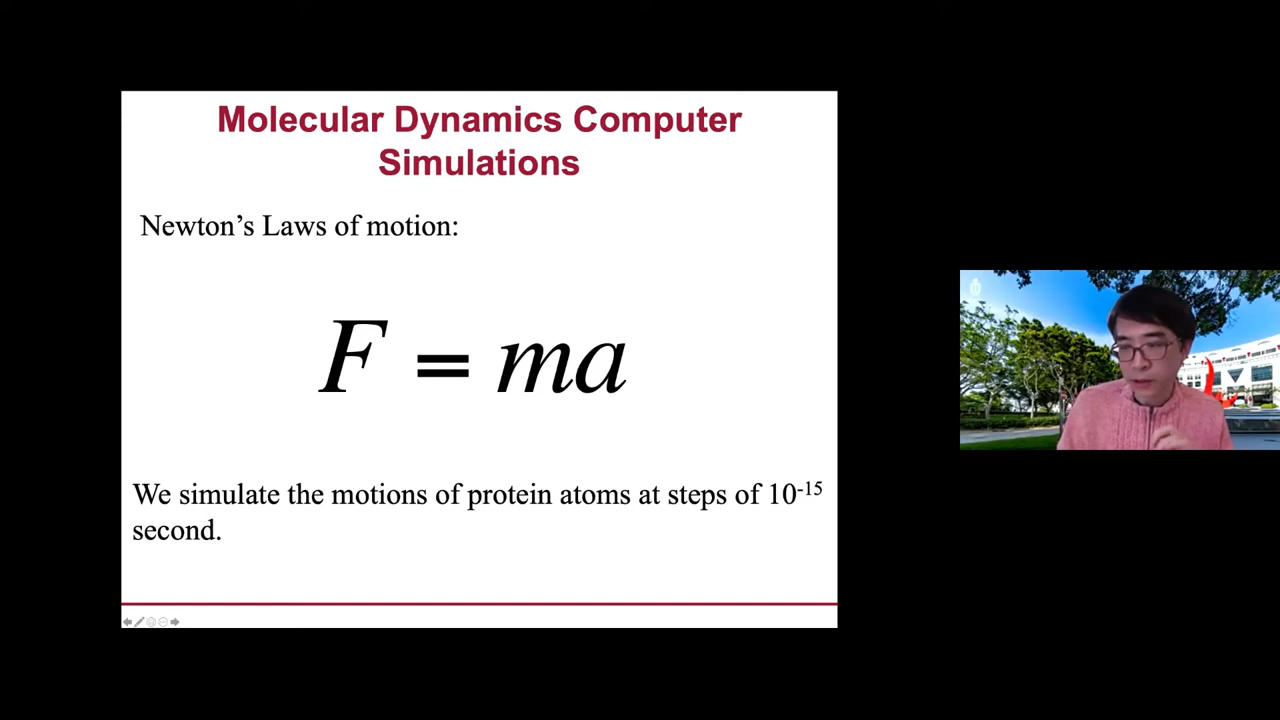 Molecular Dynamics Computer
Simulations
Newton’s Laws of motion:
F = ma
We simulate the motions of protein atoms at steps of 10⁻¹⁵
second.